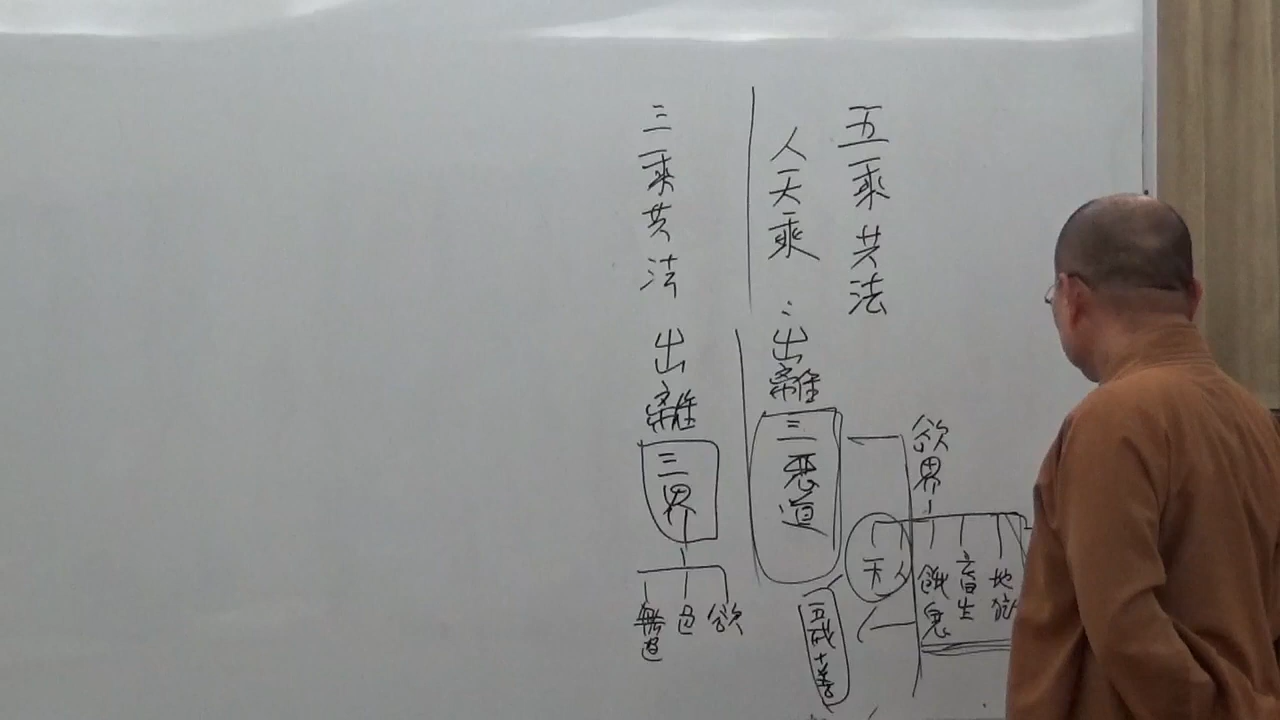 五乘共法
人天乘：出離三惡道
欲界
地獄
畜生
餓鬼
人
天
五戒十善
三乘共法 出離三界
欲
色
無色